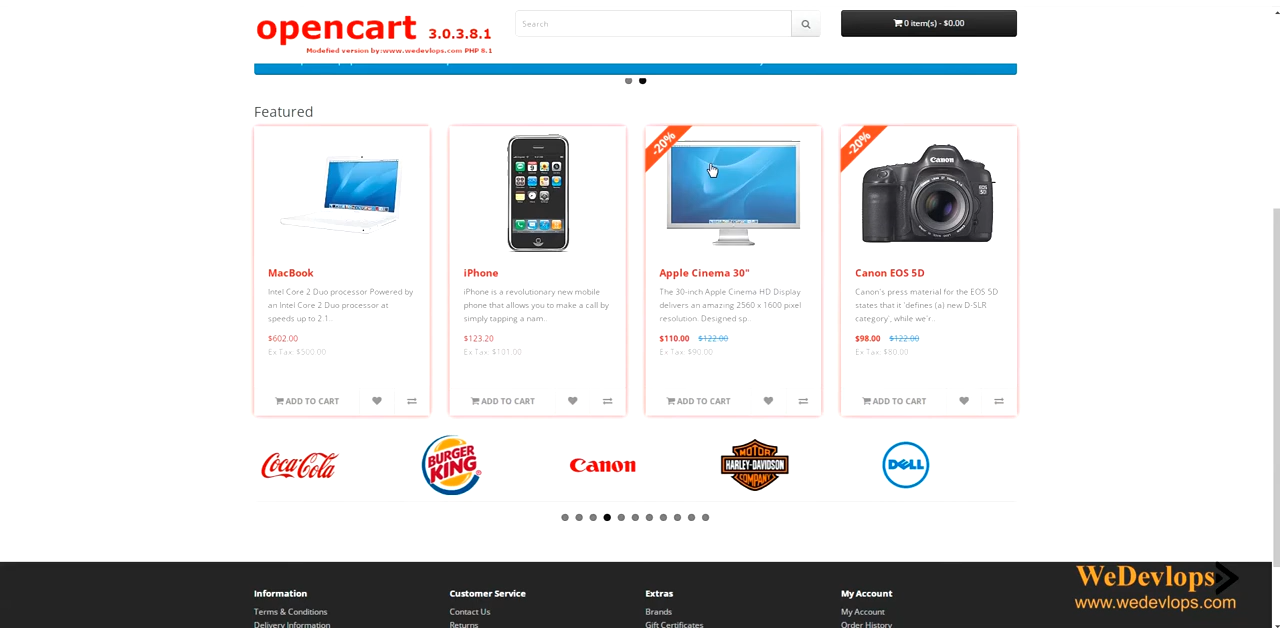 opencart 3.0.3.8.1
Modefied version by:www.wedevlops.com PHP 8.1
Search
0 item(s) - $0.00
Featured
-20%
-20%
Canon
EOS
5D
MacBook
Intel Core 2 Duo processor Powered by
an Intel Core 2 Duo processor at
speeds up to 2.1..
$602.00
Ex Tax: $500.00
ADD TO CART
iPhone
iPhone is a revolutionary new mobile
phone that allows you to make a call by
simply tapping a nam..
$123.20
Ex Tax: $101.00
ADD TO CART
Apple Cinema 30"
The 30-inch Apple Cinema HD Display
delivers an amazing 2560 x 1600 pixel
resolution. Designed sp..
$110.00 $122.00
Ex Tax: $90.00
ADD TO CART
Canon EOS 5D
Canon's press material for the EOS 5D
states that it 'defines (a) new D-SLR
category', while we'r..
$98.00 $122.00
Ex Tax: $80.00
ADD TO CART
Coca-Cola
BURGER
KING
Canon
MOTOR
HARLEY-DAVIDSON
COMPANY
DELL
WeDevlops
www.wedevlops.com
Information
Terms & Conditions
Delivery Information
Customer Service
Contact Us
Returns
Extras
Brands
Gift Certificates
My Account
My Account
Order History